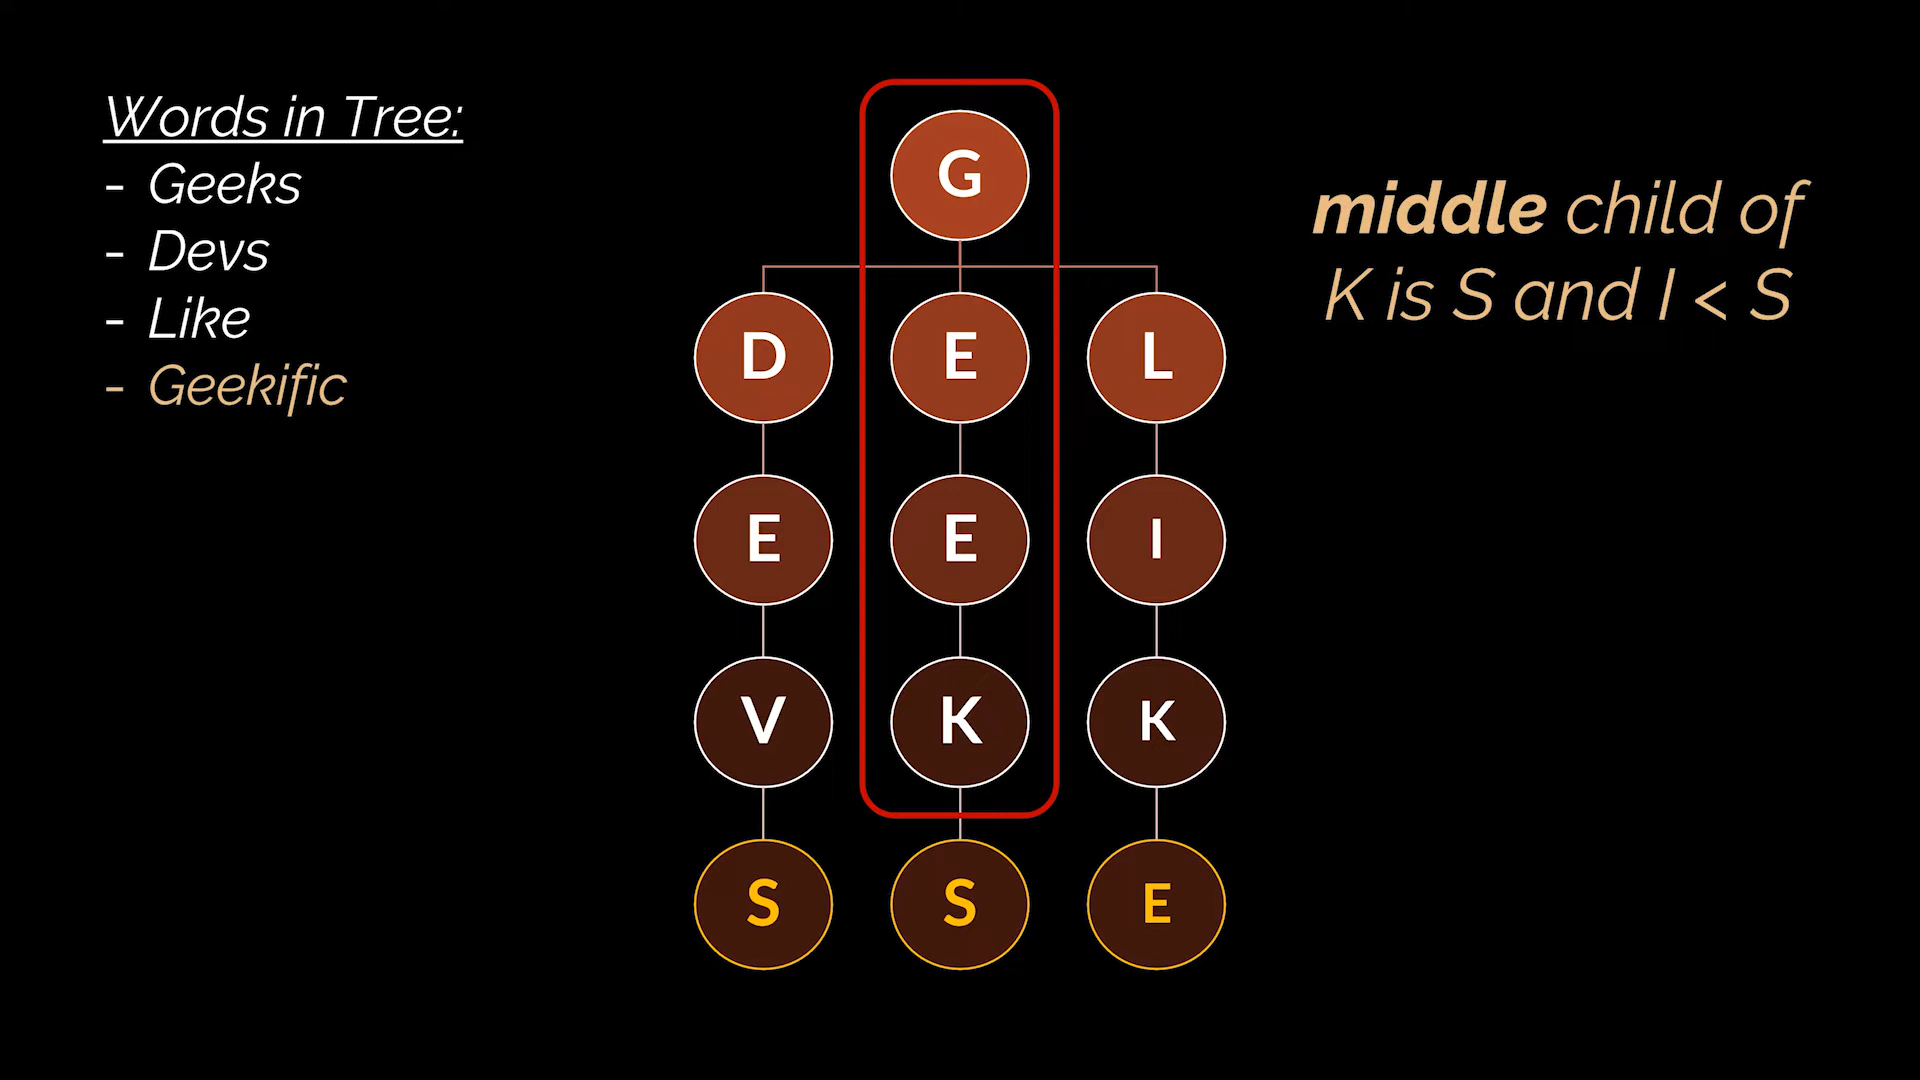 Words in Tree:
- Geeks
- Devs
- Like
- Geekific
G
D E L
E E I
V K K
S S E
middle child of
K is S and I < S